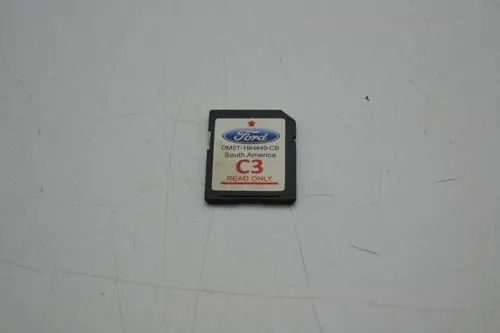 Ford
DM5T-19H449-CB
South America
C3
READ ONLY